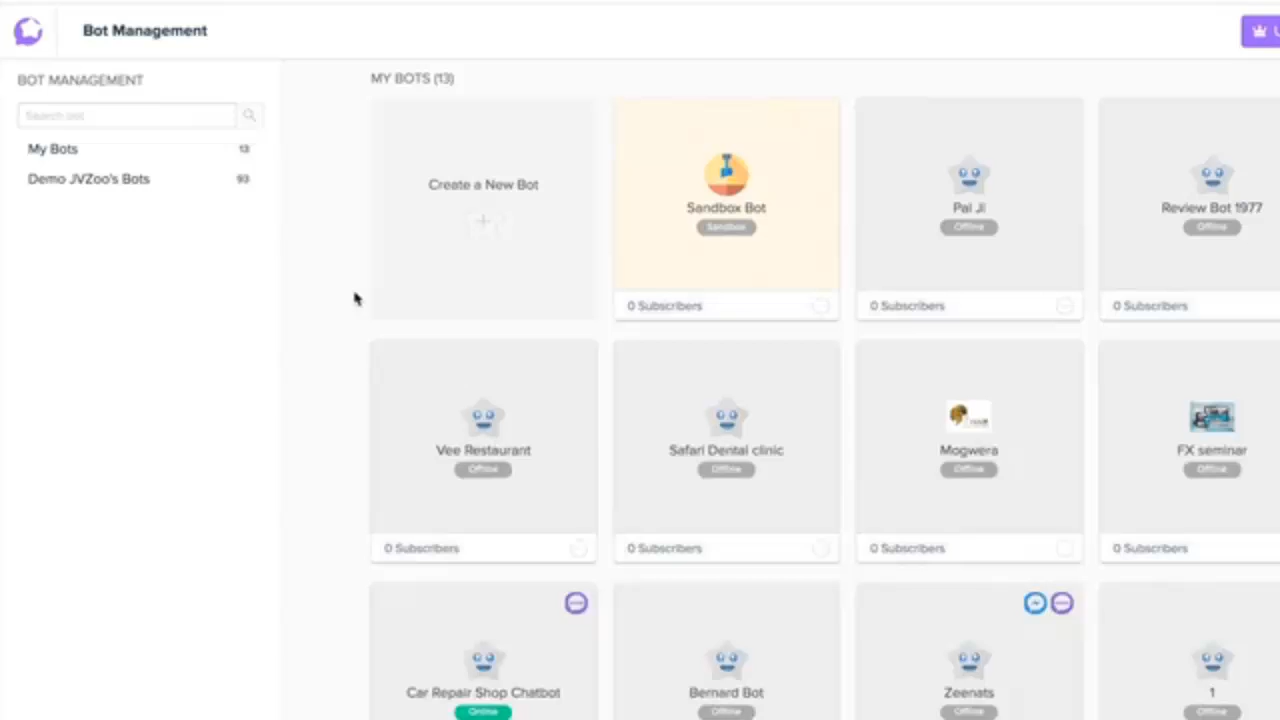 Bot Management
U
BOT MANAGEMENT
Search bot
My Bots 13
Demo JVZoo's Bots 93
MY BOTS (13)
Create a New Bot
Sandbox Bot
Sandbox
0 Subscribers
Pal Ji
Offline
0 Subscribers
Review Bot 1977
Offline
0 Subscribers
Vee Restaurant
Offline
0 Subscribers
Safari Dental clinic
Offline
0 Subscribers
Mogwera
Offline
0 Subscribers
FX seminar
Offline
0 Subscribers
Car Repair Shop Chatbot
Online
Bernard Bot
Offline
Zeenats
Offline
1
Offline